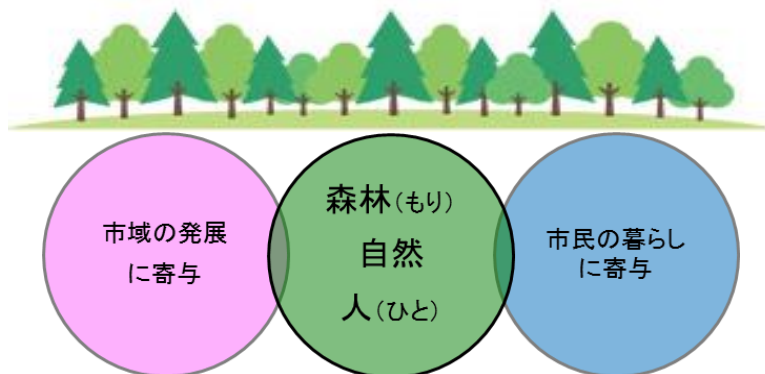 市域の発展
に寄与
森林(もり)
自然
人(ひと)
市民の暮らし
に寄与